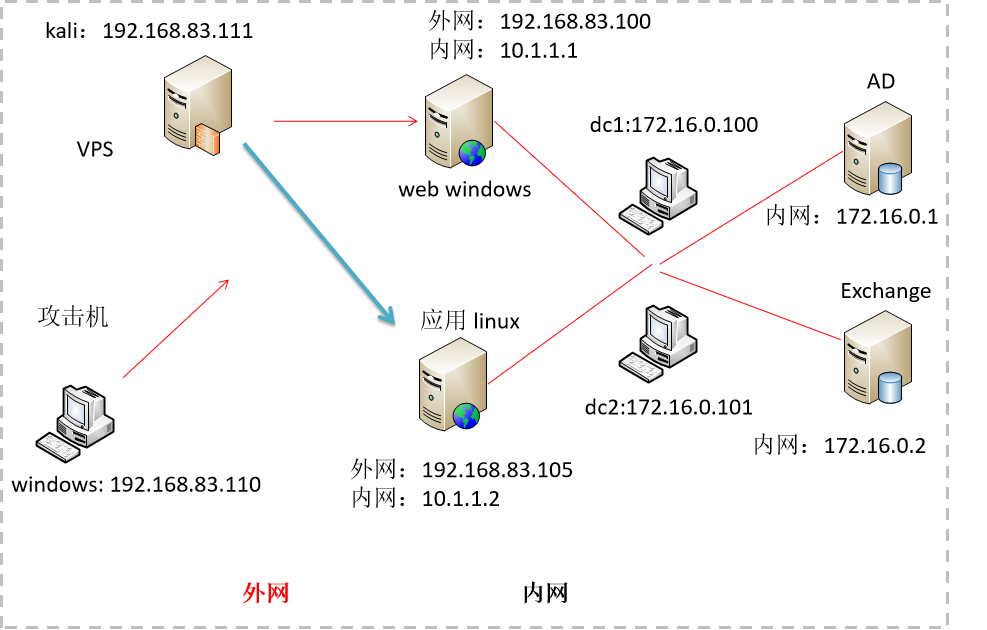 kali：192.168.83.111
VPS
外网：192.168.83.100
内网：10.1.1.1
web windows
dc1:172.16.0.100
AD
内网：172.16.0.1
攻击机
windows: 192.168.83.110
应用 linux
外网：192.168.83.105
内网：10.1.1.2
dc2:172.16.0.101
Exchange
内网：172.16.0.2
外网
内网